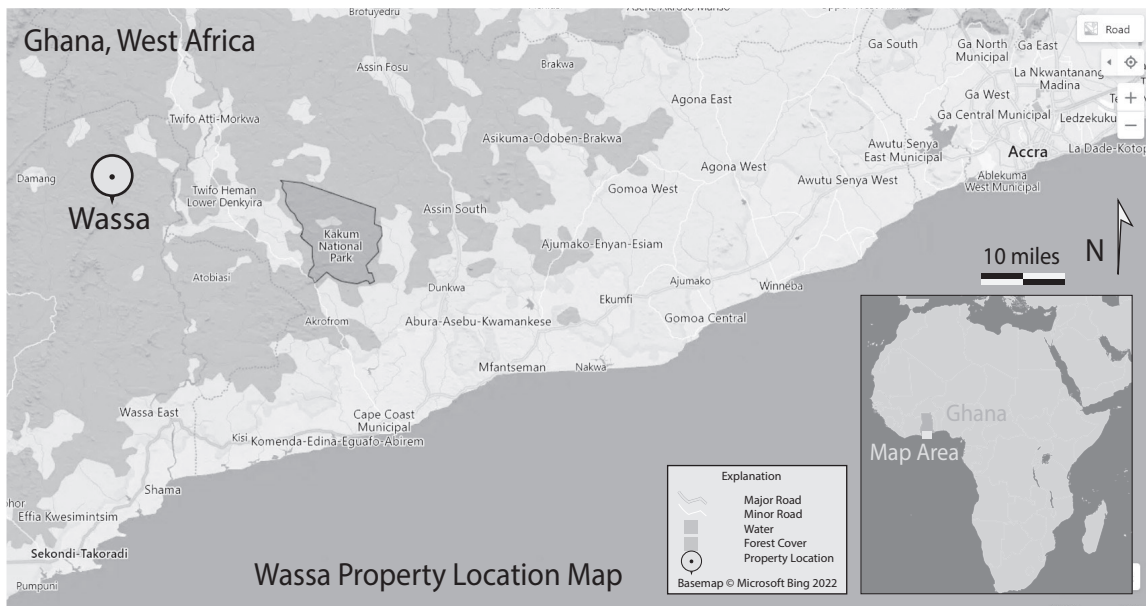 Ghana, West Africa
Brofuyedru
Road
Ga South
Ga North
Municipal
Ga East
Assin Fosu
Brakwa
La Nkwantanang
Madina
Ga West
Agona East
Twifo Atti-Morkwa
Ga Central Municipal
Ledzekuku
Asikuma-Odoben-Brakwa
Awutu Senya
East Municipal
Accra
La Dade-Kotop
Agona West
Damang
Ablekuma
West Municipal
Awutu Senya West
Twifo Heman
Lower Denkyira
Gomoa West
Wassa
Assin South
Kakum
National
Park
Ajumako-Enyan-Esiam
N
10 miles
Atobiasi
Dunkwa
Ajumako
Winneba
Ekumfi
Akrofrom
Abura-Asebu-Kwamankese
Gomoa Central
Mfantseman
Nakwa
Wassa East
Cape Coast
Municipal
Ghana
Kisi
Komenda-Edina-Eguafo-Abirem
Map Area
Shama
Effia Kwesimintsim
Sekondi-Takoradi
Pumpuni
Wassa Property Location Map
Explanation
Major Road
Minor Road
Water
Forest Cover
Property Location
Basemap © Microsoft Bing 2022